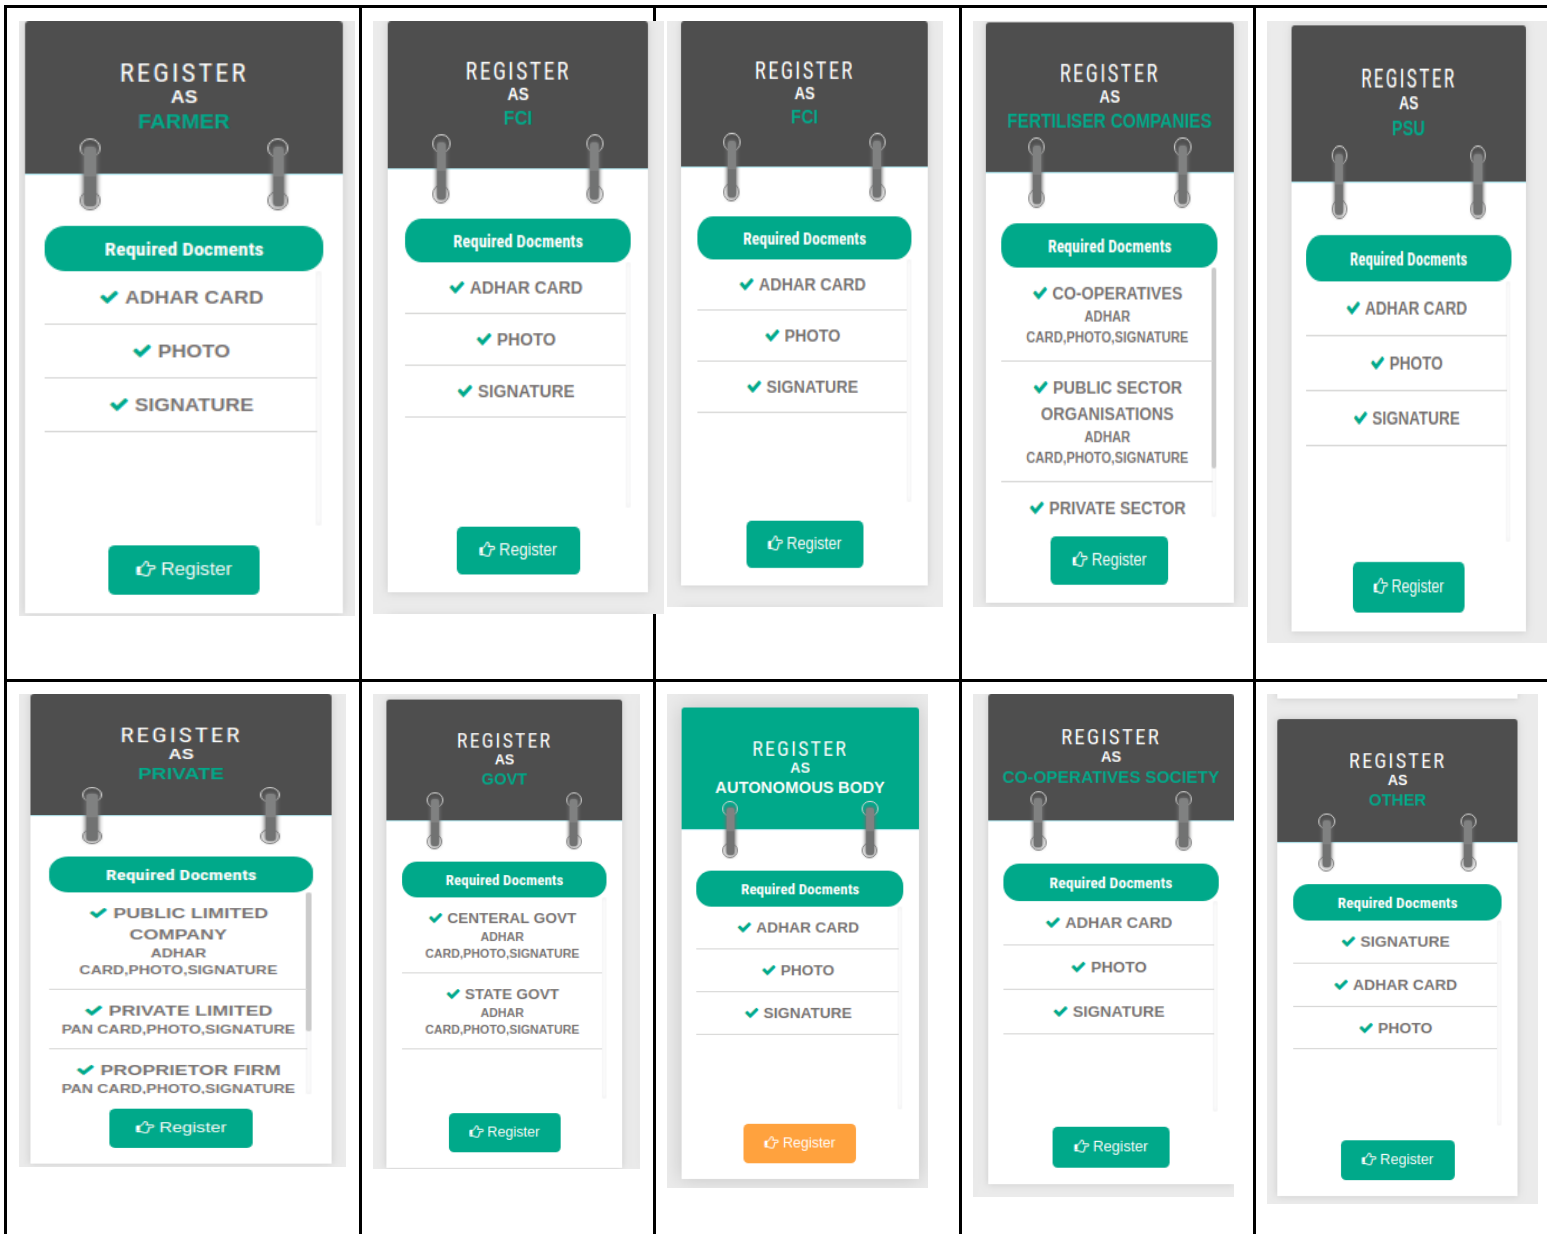 REGISTER
AS
FARMER
Required Docments
ADHAR CARD
PHOTO
SIGNATURE
Register
REGISTER
AS
FCI
Required Docments
ADHAR CARD
PHOTO
SIGNATURE
Register
REGISTER
AS
FCI
Required Docments
ADHAR CARD
PHOTO
SIGNATURE
Register
REGISTER
AS
FERTILISER COMPANIES
Required Docments
CO-OPERATIVES
ADHAR
CARD,PHOTO,SIGNATURE
PUBLIC SECTOR
ORGANISATIONS
ADHAR
CARD,PHOTO,SIGNATURE
PRIVATE SECTOR
Register
REGISTER
AS
PSU
Required Docments
ADHAR CARD
PHOTO
SIGNATURE
Register
REGISTER
AS
PRIVATE
Required Docments
PUBLIC LIMITED
COMPANY
ADHAR
CARD,PHOTO,SIGNATURE
PRIVATE LIMITED
PAN CARD,PHOTO,SIGNATURE
PROPRIETOR FIRM
PAN CARD,PHOTO,SIGNATURE
Register
REGISTER
AS
GOVT
Required Docments
CENTERAL GOVT
ADHAR
CARD,PHOTO,SIGNATURE
STATE GOVT
ADHAR
CARD,PHOTO,SIGNATURE
Register
REGISTER
AS
AUTONOMOUS BODY
Required Docments
ADHAR CARD
PHOTO
SIGNATURE
Register
REGISTER
AS
CO-OPERATIVES SOCIETY
Required Docments
ADHAR CARD
PHOTO
SIGNATURE
Register
REGISTER
AS
OTHER
Required Docments
SIGNATURE
ADHAR CARD
PHOTO
Register